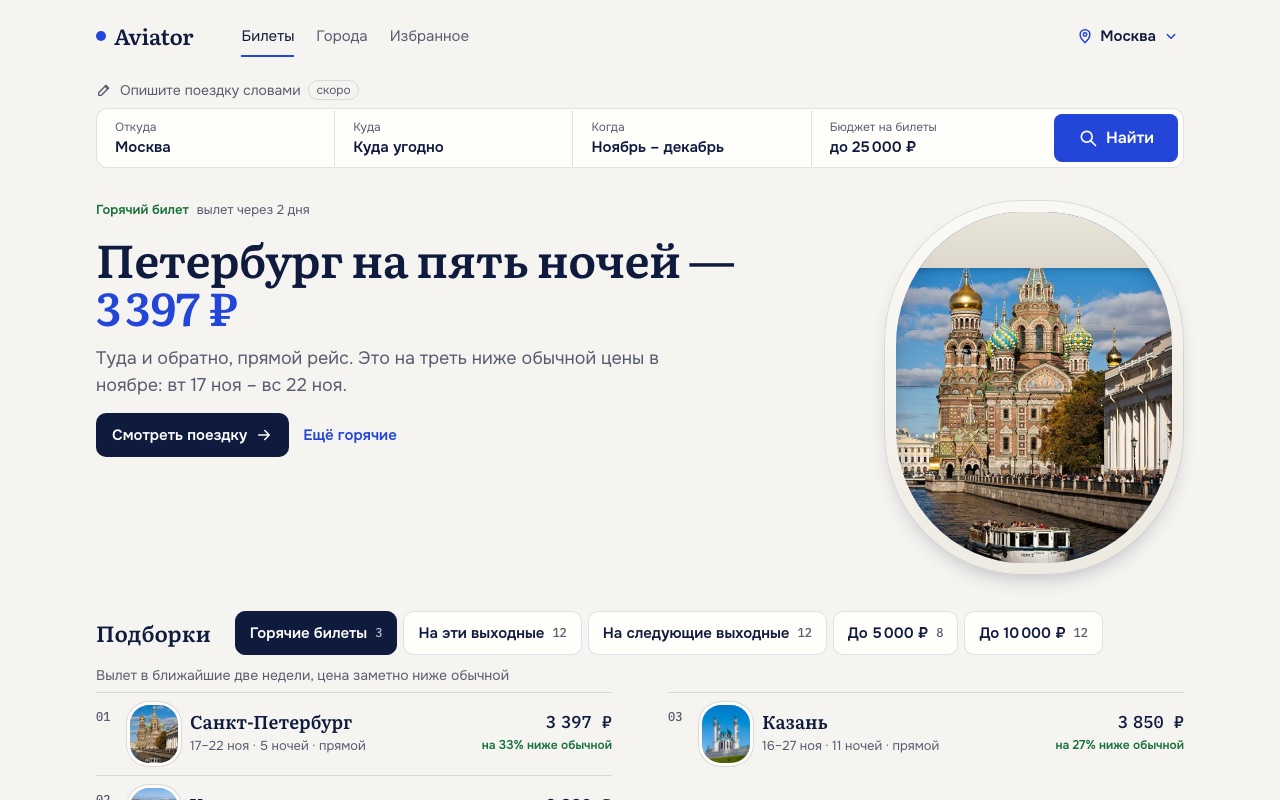 Aviator
Билеты
Города
Избранное
Москва
Опишите поездку словами скоро
Откуда
Москва
Куда
Куда угодно
Когда
Ноябрь – декабрь
Бюджет на билеты
до 25 000 ₽
Найти
Горячий билет вылет через 2 дня
Петербург на пять ночей —
3 397 ₽
Туда и обратно, прямой рейс. Это на треть ниже обычной цены в
ноябре: вт 17 ноя – вс 22 ноя.
Смотреть поездку →
Ещё горячие
Подборки
Горячие билеты 3
На эти выходные 12
На следующие выходные 12
До 5 000 ₽ 8
До 10 000 ₽ 12
Вылет в ближайшие две недели, цена заметно ниже обычной
01
Санкт-Петербург
3 397 ₽
17–22 ноя · 5 ночей · прямой
на 33% ниже обычной
03
Казань
3 850 ₽
16–27 ноя · 11 ночей · прямой
на 27% ниже обычной
02